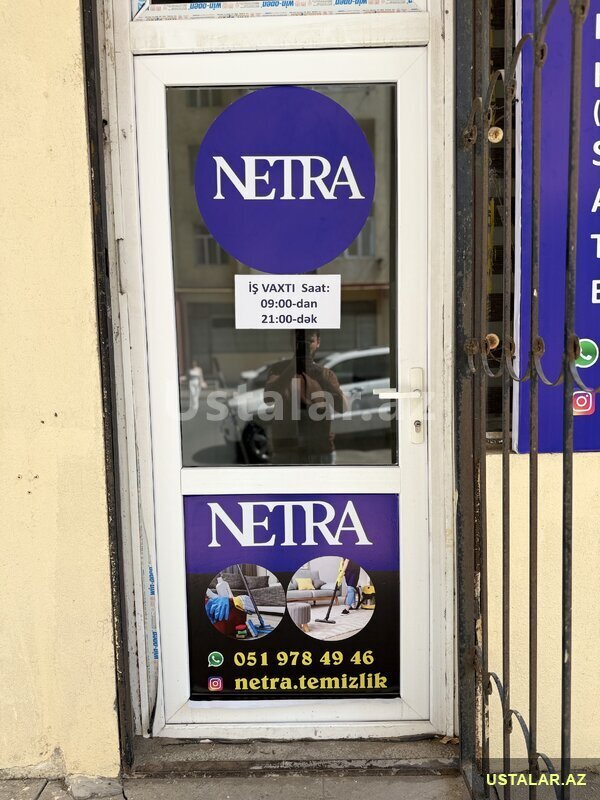 NETRA
İŞ VAXTI Saat:
09:00-dan
21:00-dək
Ustalar.az
NETRA
051 978 49 46
netra.temizlik
USTALAR.AZ